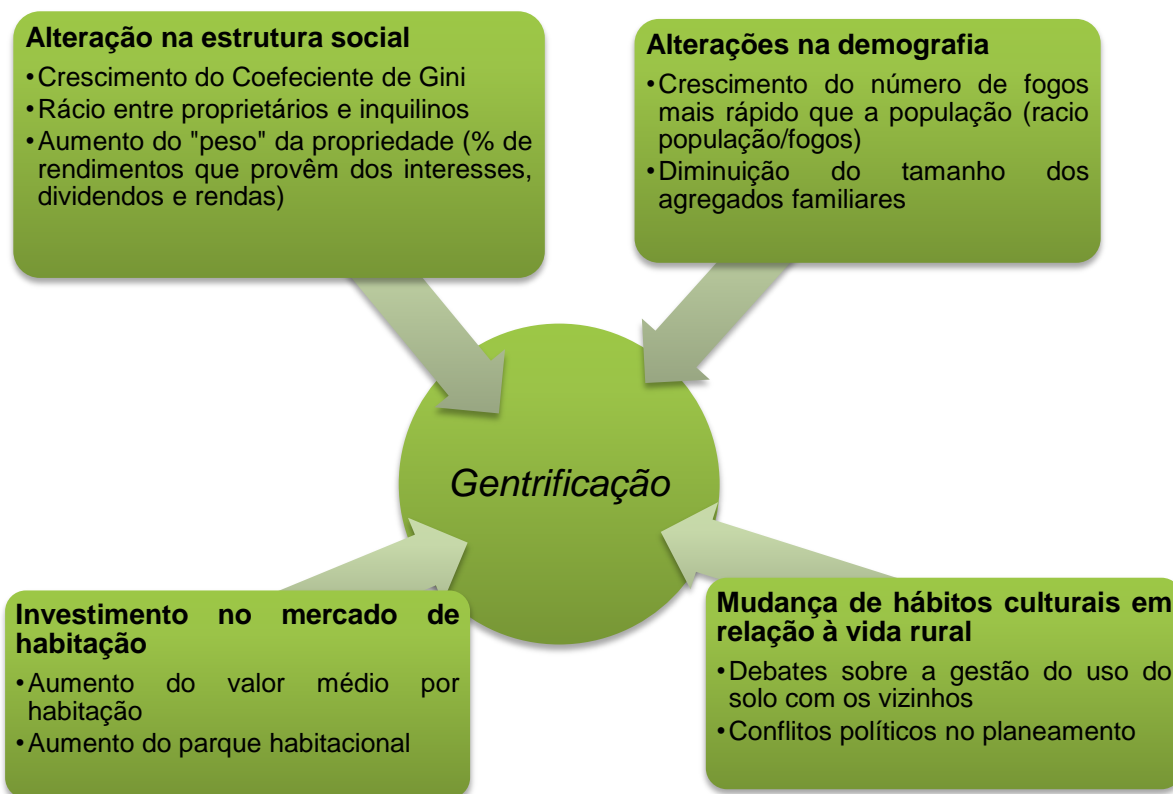 Alteração na estrutura social
•Crescimento do Coefeciente de Gini
•Rácio entre proprietários e inquilinos
•Aumento do "peso" da propriedade (% de
rendimentos que provêm dos interesses,
dividendos e rendas)
Alterações na demografia
•Crescimento do número de fogos
mais rápido que a população (racio
população/fogos)
•Diminuição do tamanho dos
agregados familiares
Gentrificação
Investimento no mercado de
habitação
•Aumento do valor médio por
habitação
•Aumento do parque habitacional
Mudança de hábitos culturais em
relação à vida rural
•Debates sobre a gestão do uso do
solo com os vizinhos
•Conflitos políticos no planeamento